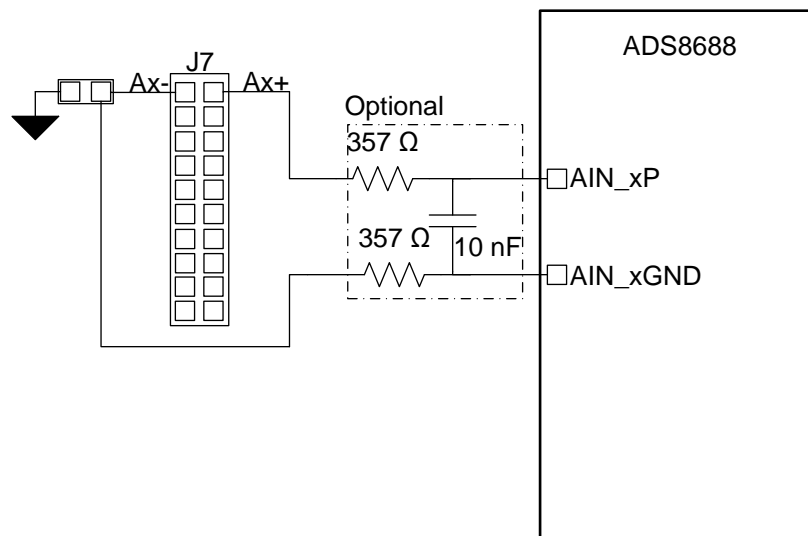 ADS8688
J7
Ax-
Ax+
Optional
357 Ω
AIN_xP
357 Ω
10 nF
AIN_xGND